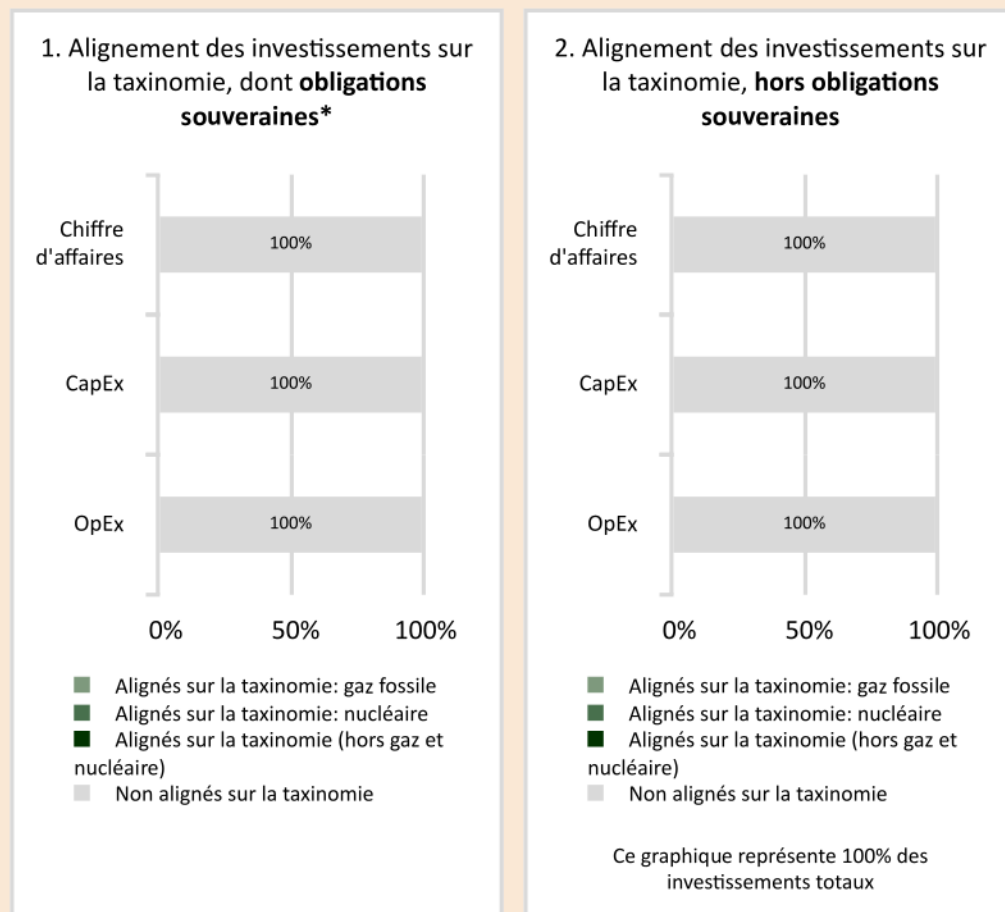 1. Alignement des investissements sur
la taxinomie, dont obligations
souveraines*
Chiffre
d'affaires
100%
CapEx
100%
OpEx
100%
0% 50% 100%
Alignés sur la taxinomie: gaz fossile
Alignés sur la taxinomie: nucléaire
Alignés sur la taxinomie (hors gaz et
nucléaire)
Non alignés sur la taxinomie
2. Alignement des investissements sur
la taxinomie, hors obligations
souveraines
Chiffre
d'affaires
100%
CapEx
100%
OpEx
100%
0% 50% 100%
Alignés sur la taxinomie: gaz fossile
Alignés sur la taxinomie: nucléaire
Alignés sur la taxinomie (hors gaz et
nucléaire)
Non alignés sur la taxinomie
Ce graphique représente 100% des
investissements totaux